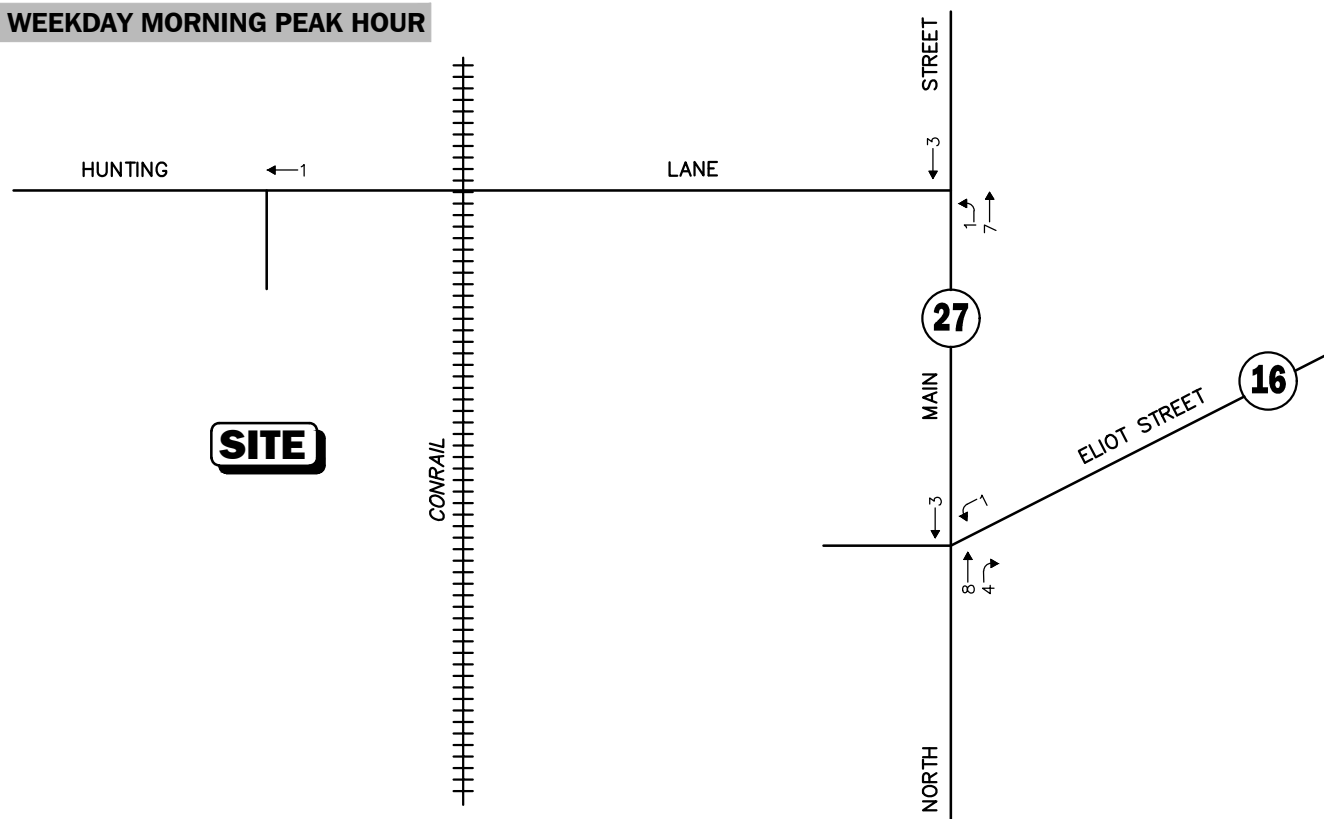 WEEKDAY MORNING PEAK HOUR
STREET
3
HUNTING
1
LANE
1
7
27
MAIN
16
ELIOT STREET
SITE
CONRAIL
3
1
8
4
NORTH